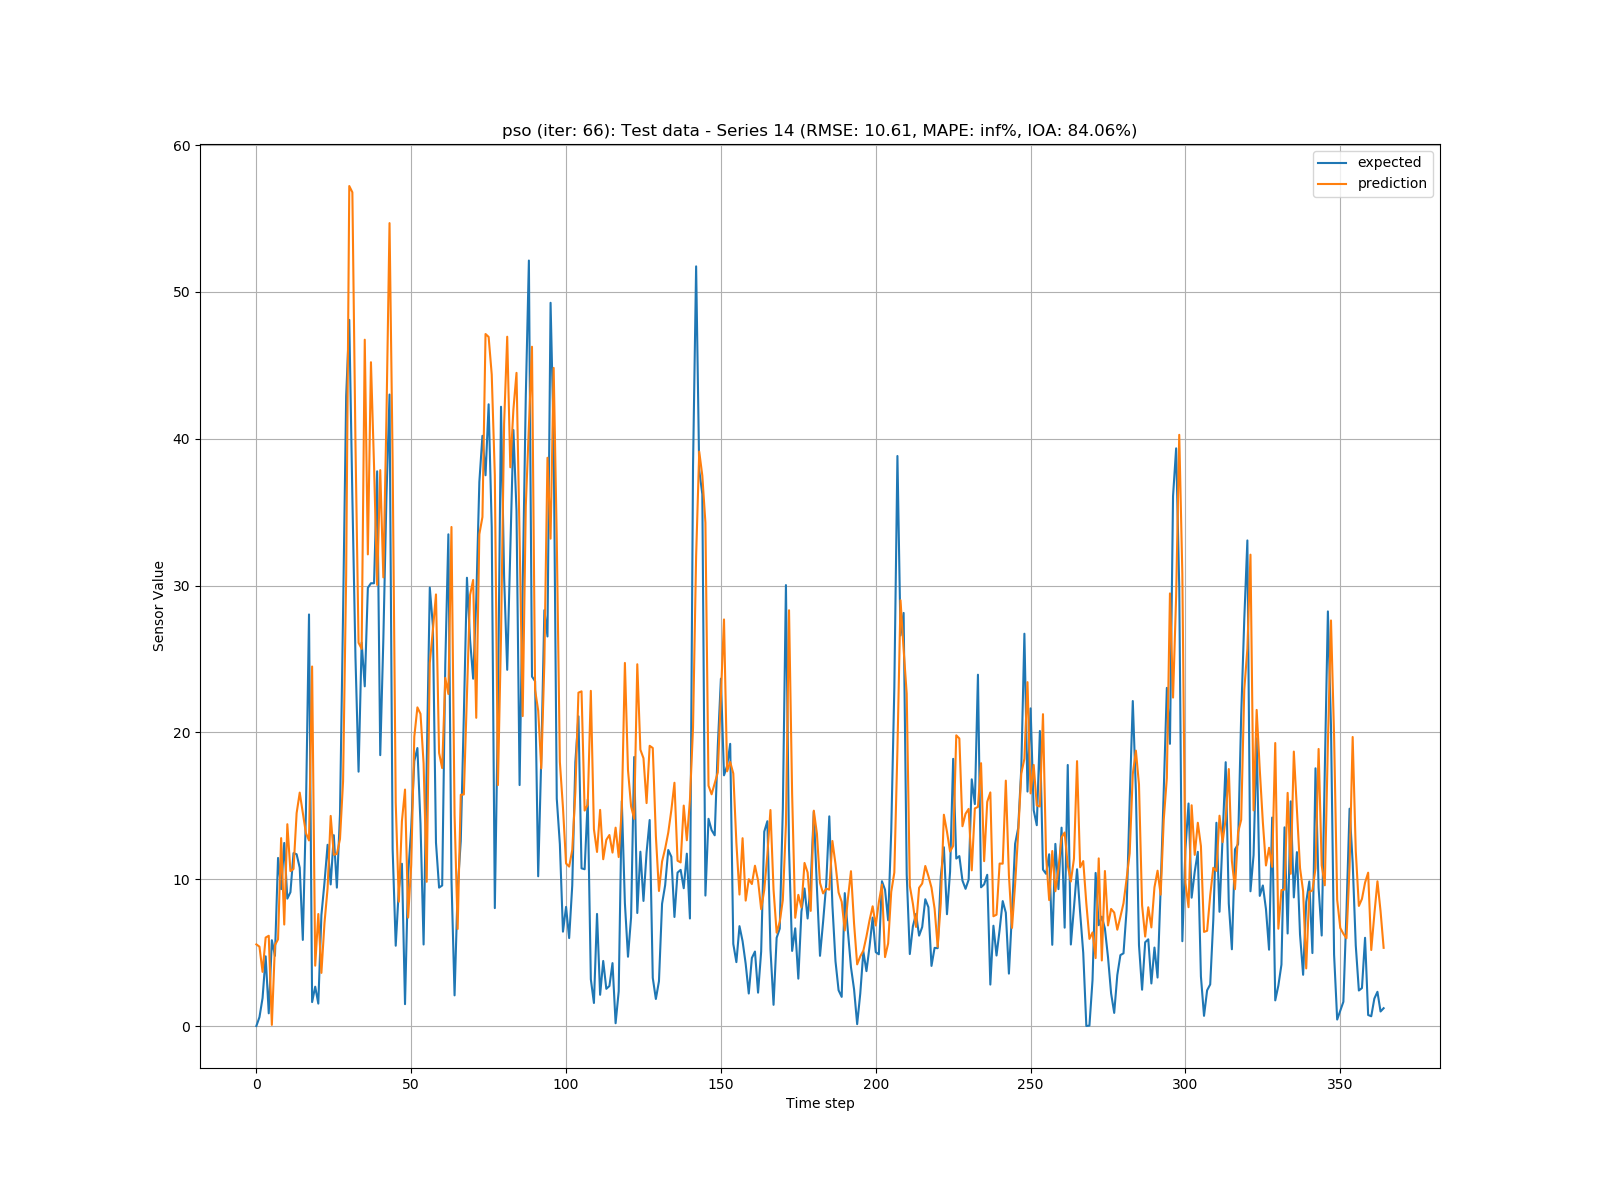 pso (iter: 66): Test data - Series 14 (RMSE: 10.61, MAPE: inf%, IOA: 84.06%)
expected
prediction
60
50
40
30
20
10
0
Sensor Value
0 50 100 150 200 250 300 350
Time step